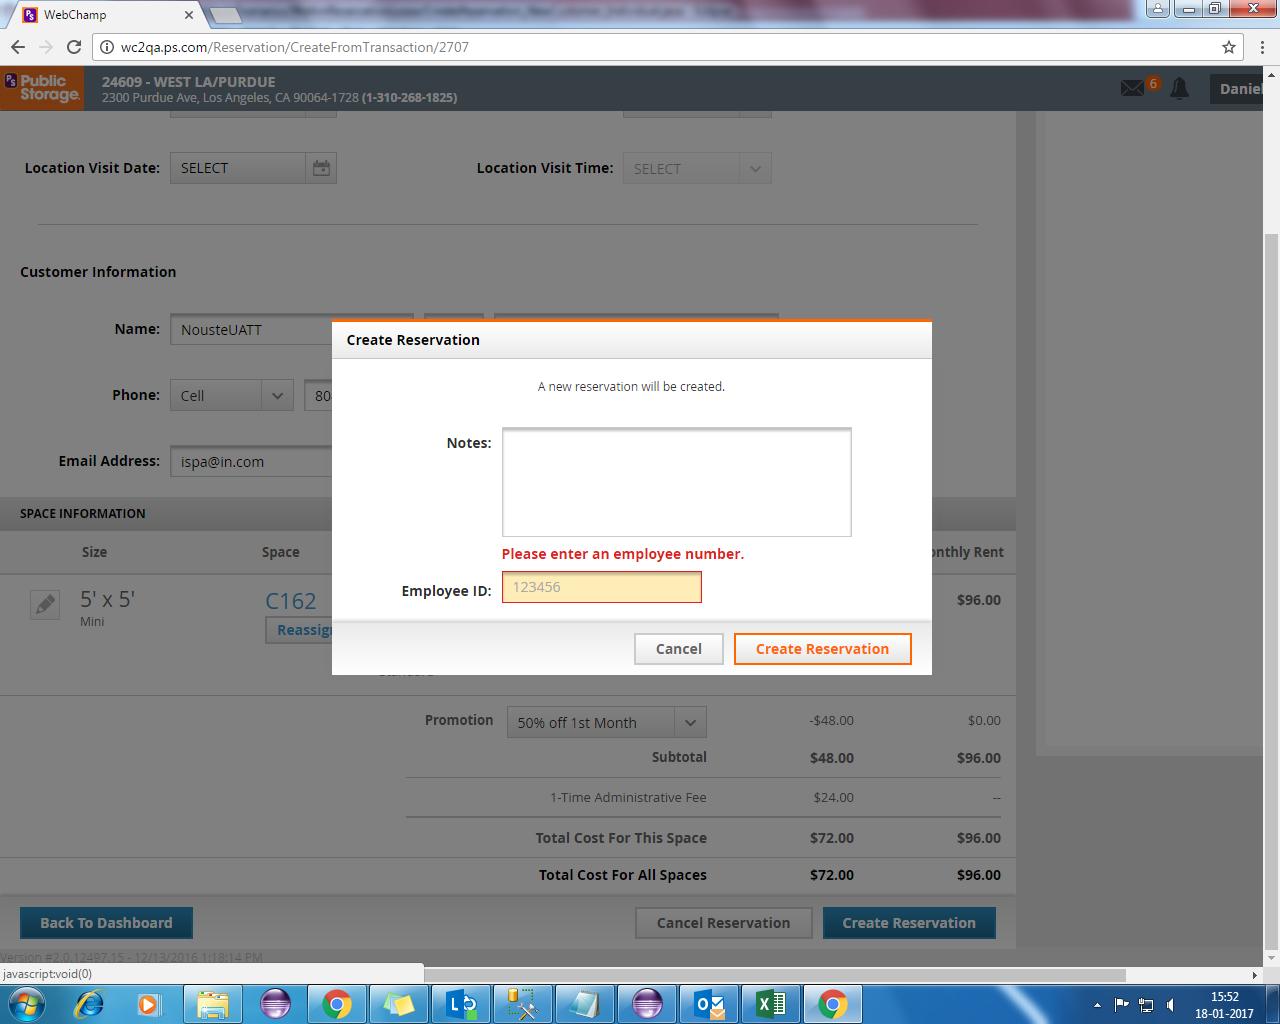 WebChamp
wc2qa.ps.com/Reservation/CreateFromTransaction/2707
PS Public Storage.
24609 - WEST LA/PURDUE
2300 Purdue Ave, Los Angeles, CA 90064-1728 (1-310-268-1825)
6
Daniel
Location Visit Date: SELECT
Location Visit Time: SELECT
Customer Information
Name: NousteUATT
Create Reservation
A new reservation will be created.
Phone: Cell 80
Notes:
Email Address: ispa@in.com
SPACE INFORMATION
Size Space onthly Rent
Please enter an employee number.
Employee ID: 123456
5' x 5' C162 $96.00
Mini
Reassig
Cancel Create Reservation
Promotion 50% off 1st Month -$48.00 $0.00
Subtotal $48.00 $96.00
1-Time Administrative Fee $24.00 --
Total Cost For This Space $72.00 $96.00
Total Cost For All Spaces $72.00 $96.00
Back To Dashboard Cancel Reservation Create Reservation
Version #2.0.12497.15 - 12/13/2016 1:18:14 PM
javascript:void(0)
15:52
18-01-2017